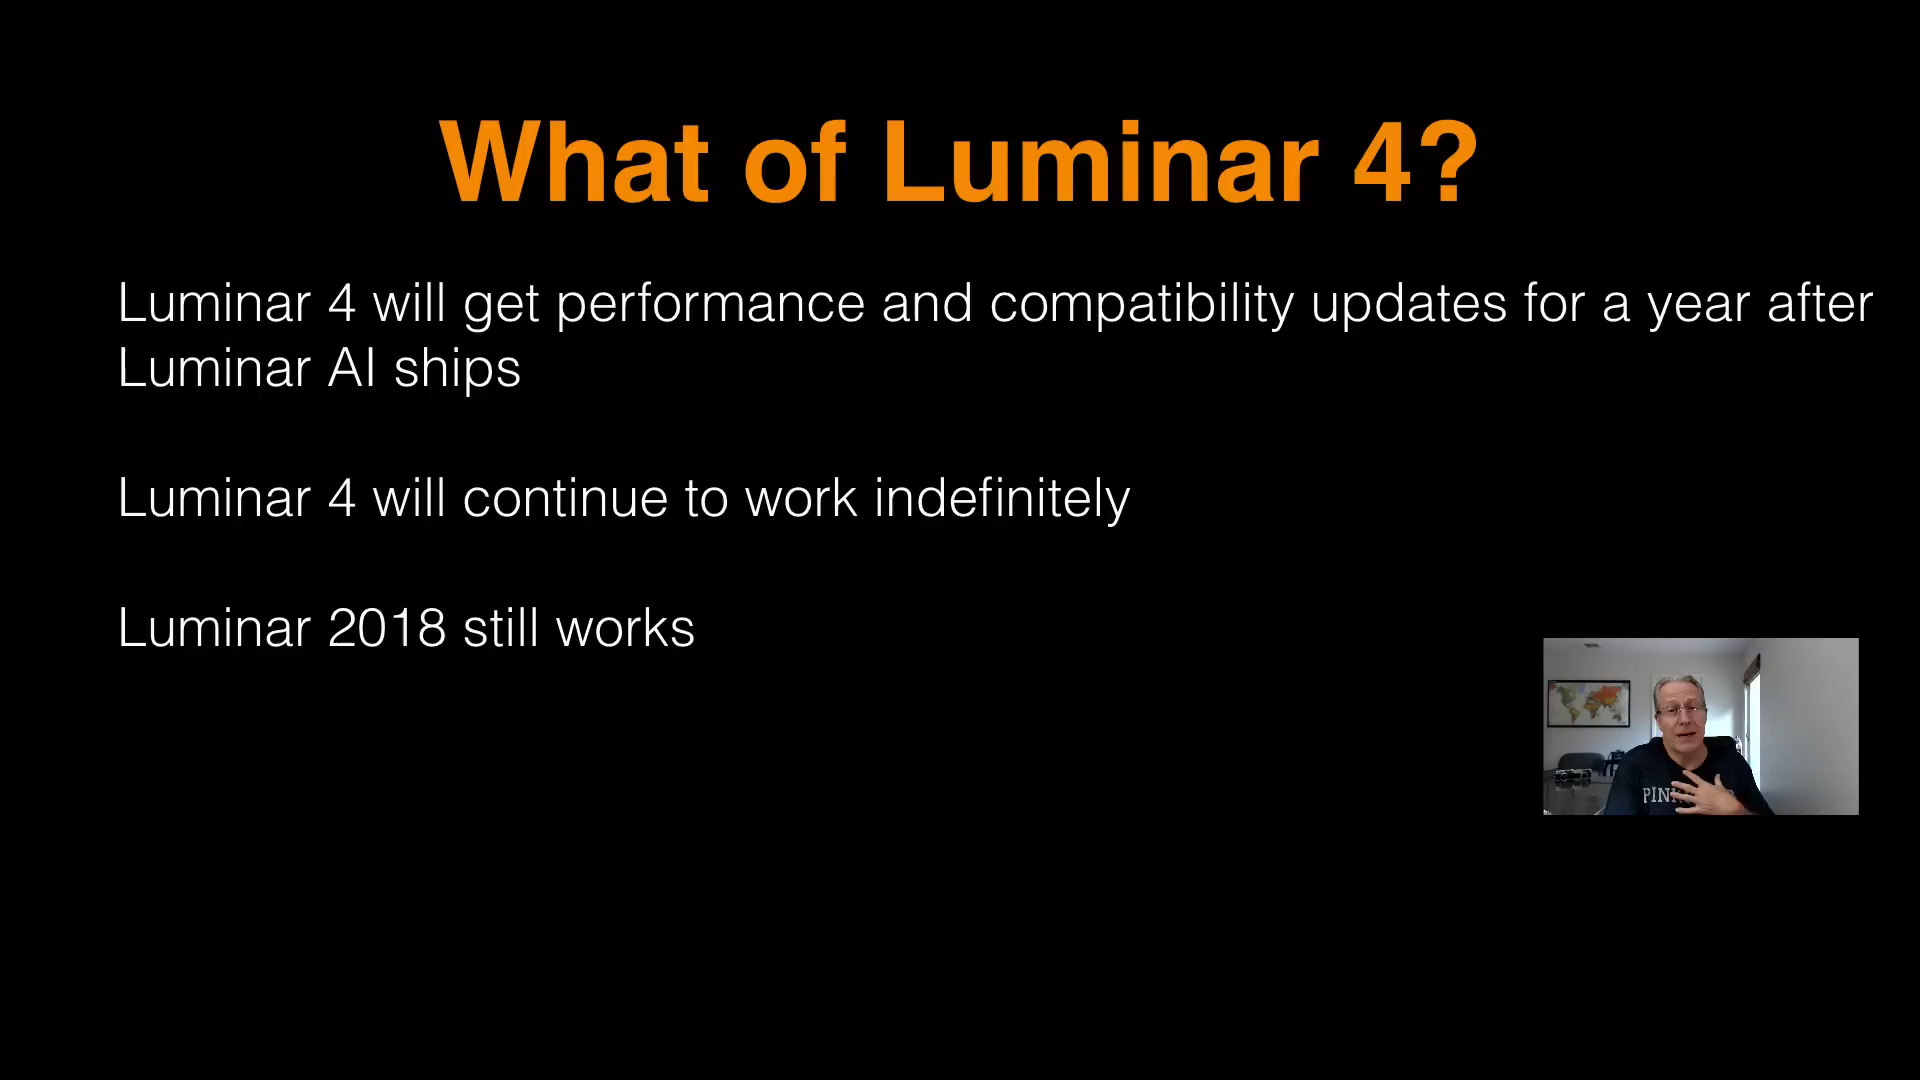 What of Luminar 4?
Luminar 4 will get performance and compatibility updates for a year after
Luminar AI ships
Luminar 4 will continue to work indefinitely
Luminar 2018 still works